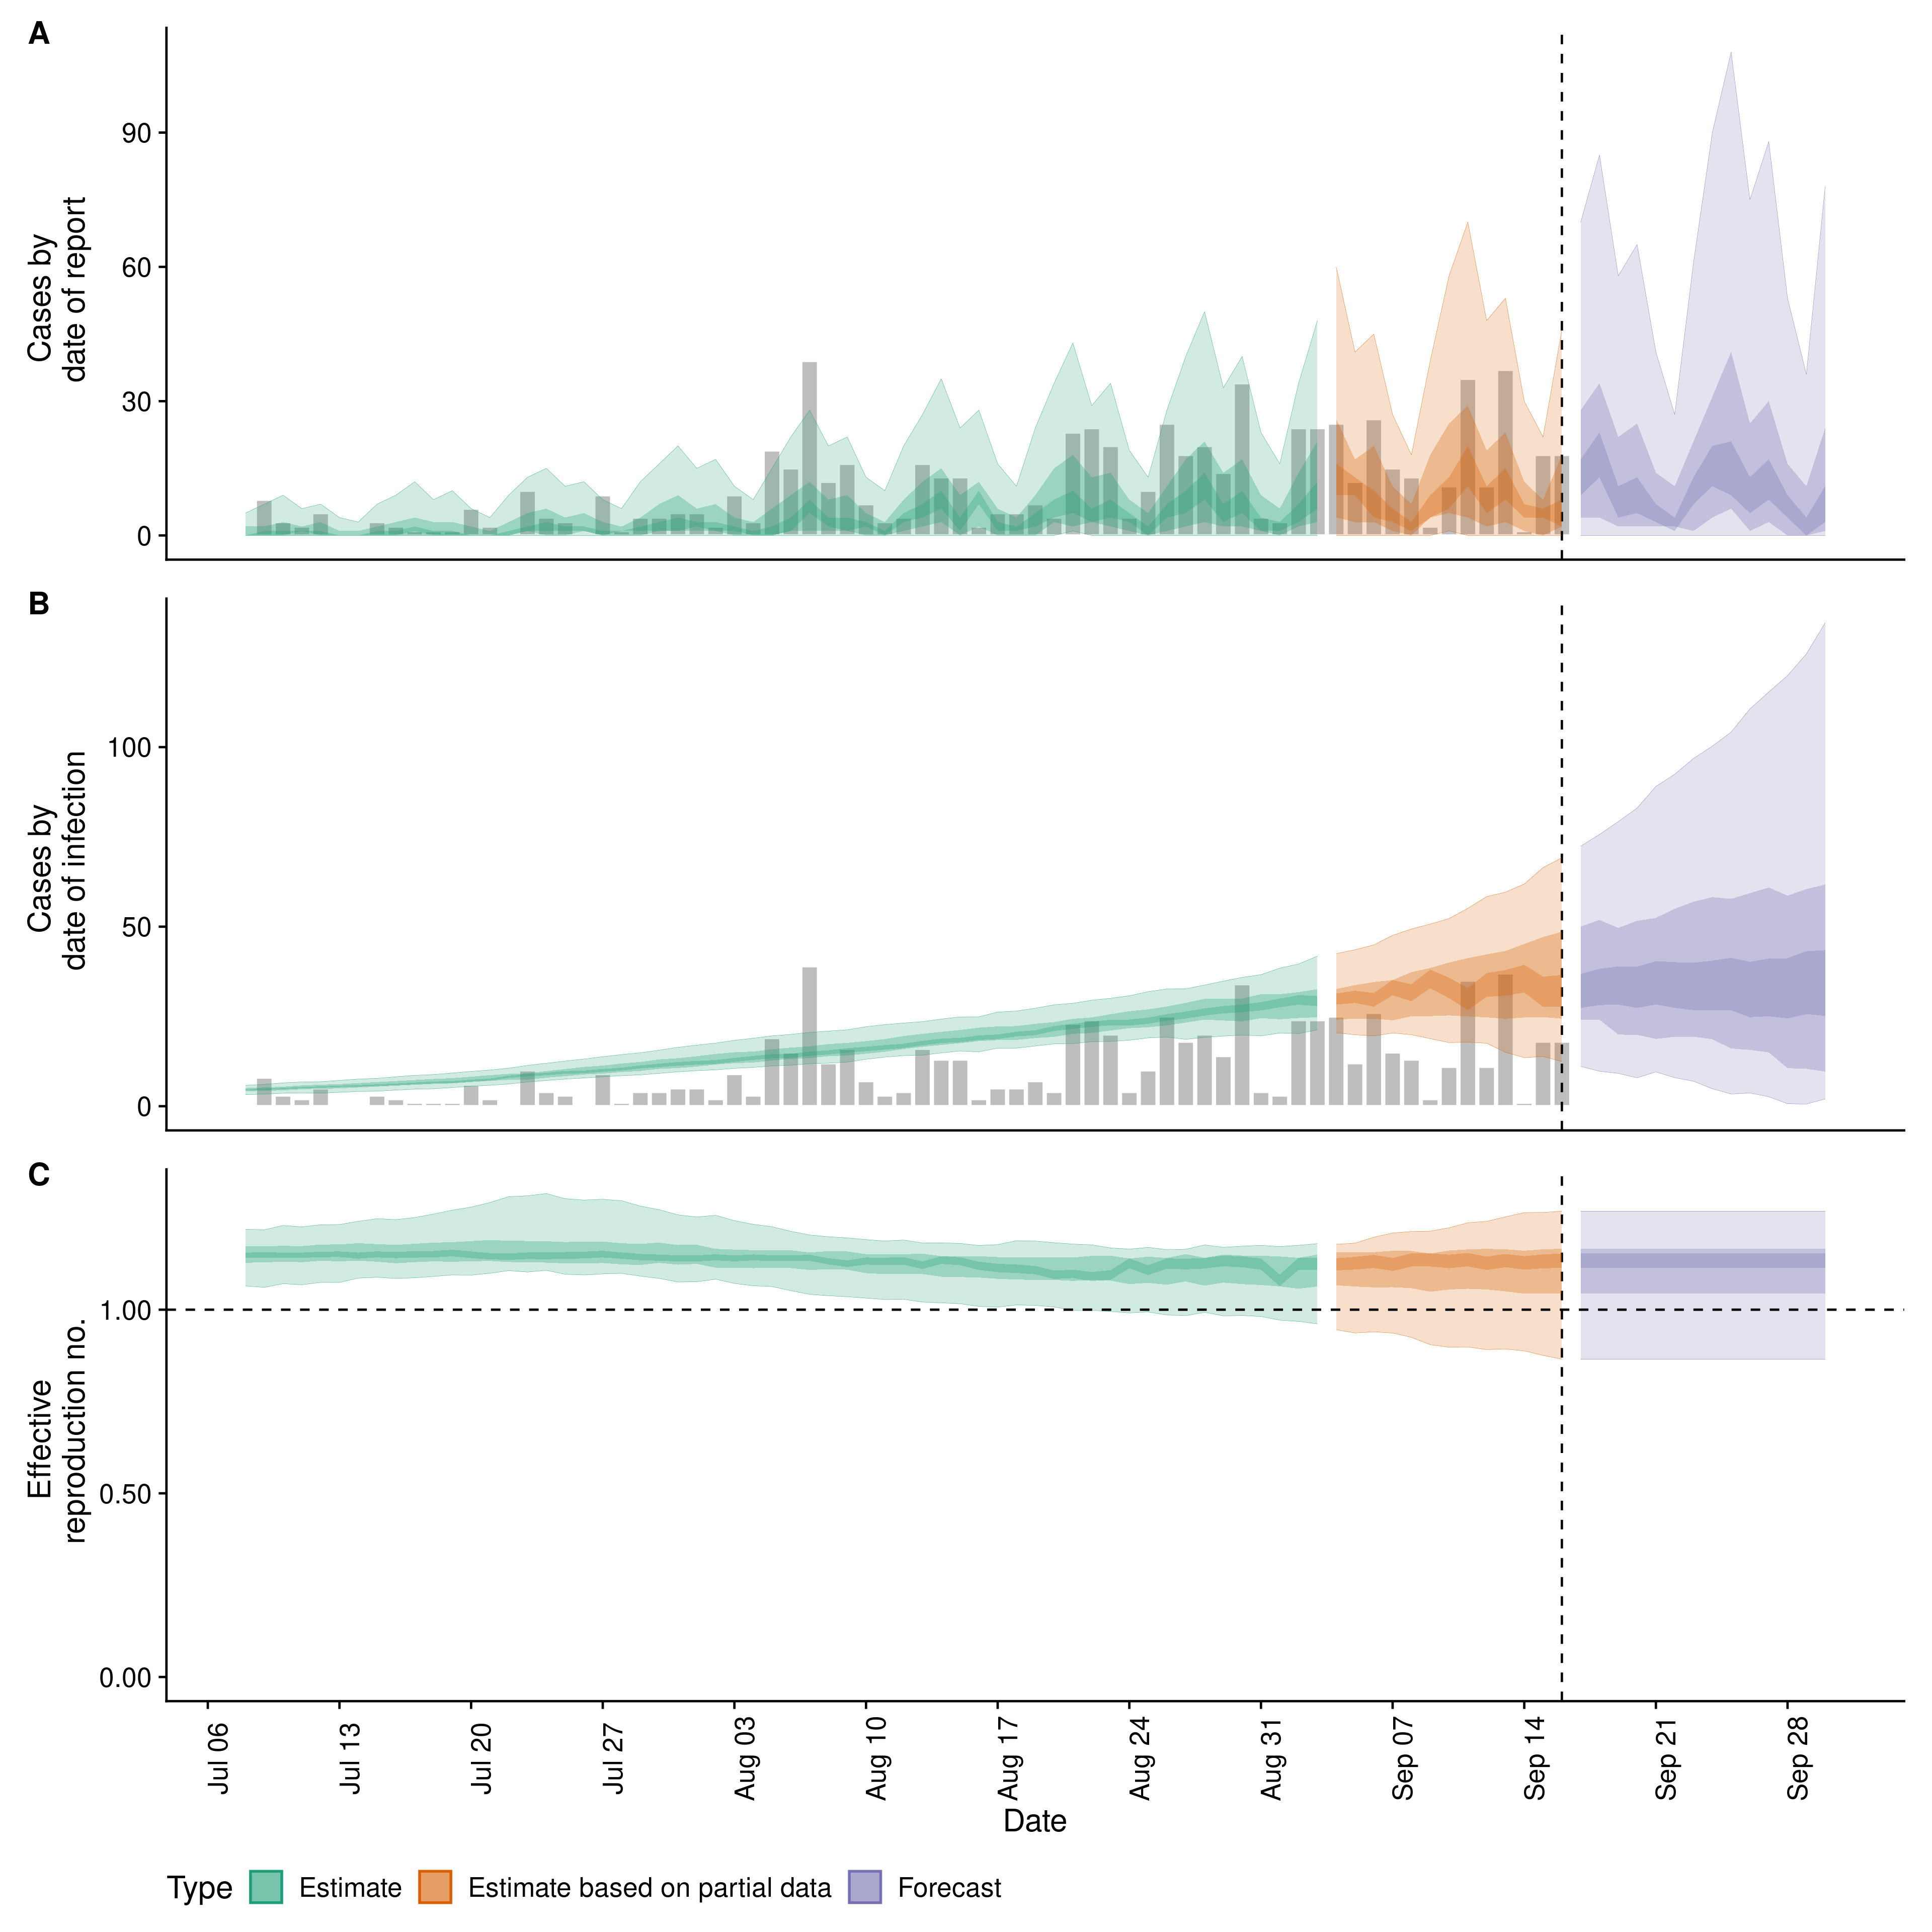 A
Cases by
date of report
90
60
30
0
B
Cases by
date of infection
100
50
0
C
Effective
reproduction no.
1.00
0.50
0.00
Jul 06
Jul 13
Jul 20
Jul 27
Aug 03
Aug 10
Aug 17
Aug 24
Aug 31
Sep 07
Sep 14
Sep 21
Sep 28
Date
Type
Estimate
Estimate based on partial data
Forecast